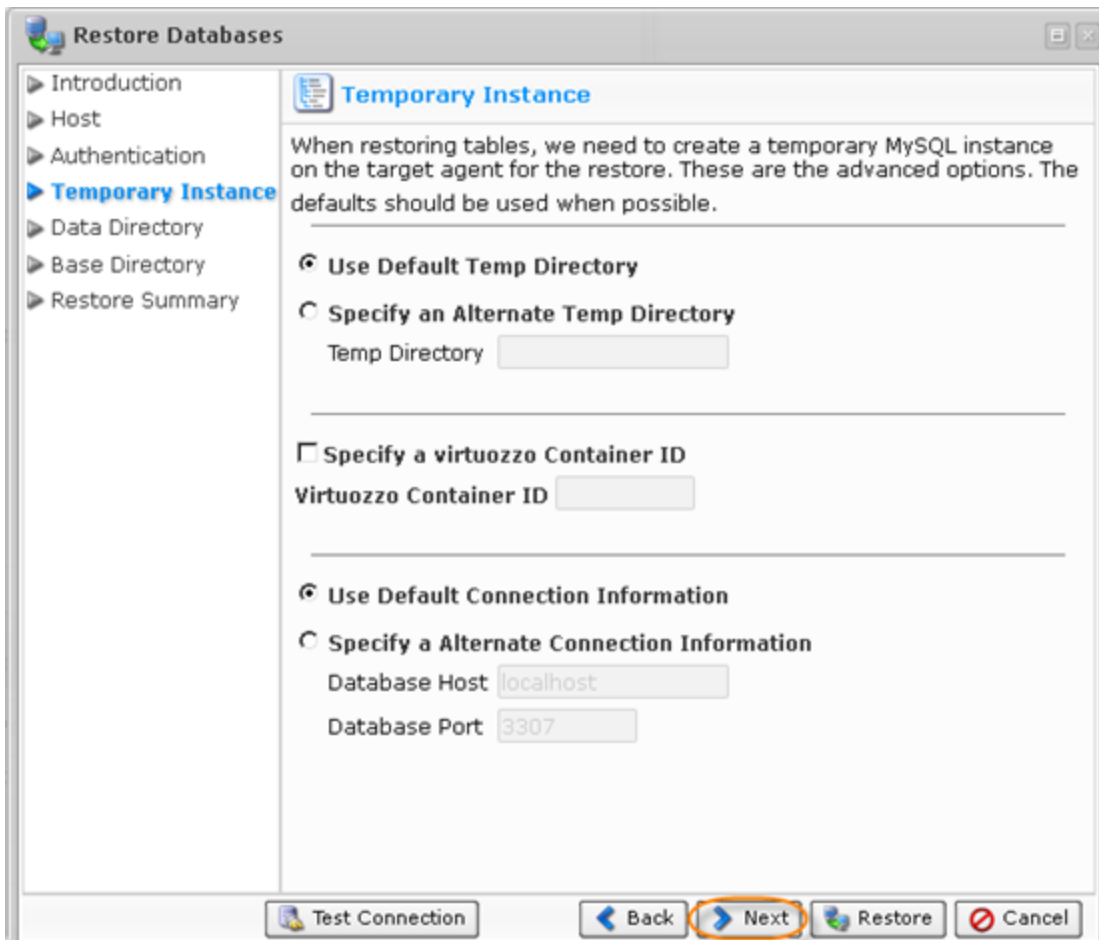 Restore Databases
Introduction
Host
Authentication
Temporary Instance
Data Directory
Base Directory
Restore Summary
Temporary Instance
When restoring tables, we need to create a temporary MySQL instance
on the target agent for the restore. These are the advanced options. The
defaults should be used when possible.
Use Default Temp Directory
Specify an Alternate Temp Directory
Temp Directory
Specify a virtuozzo Container ID
Virtuozzo Container ID
Use Default Connection Information
Specify a Alternate Connection Information
Database Host localhost
Database Port 3307
Test Connection Back Next Restore Cancel